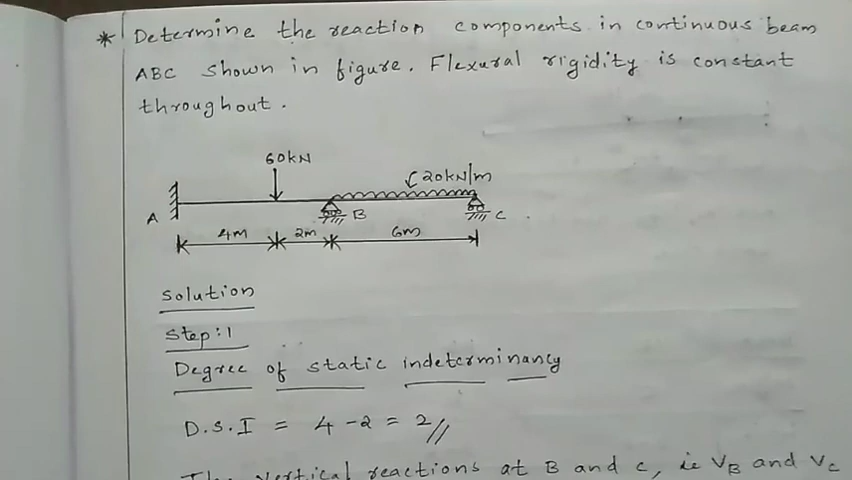 * Determine the reaction components in continuous beam
ABC shown in figure. Flexural rigidity is constant
throughout.
60kN
20kN/m
A
B
C
4m
2m
6m
Solution
Step:1
Degree of static indeterminancy
D.S.I = 4-2 = 2//
The vertical reactions at B and C, ie VB and VC